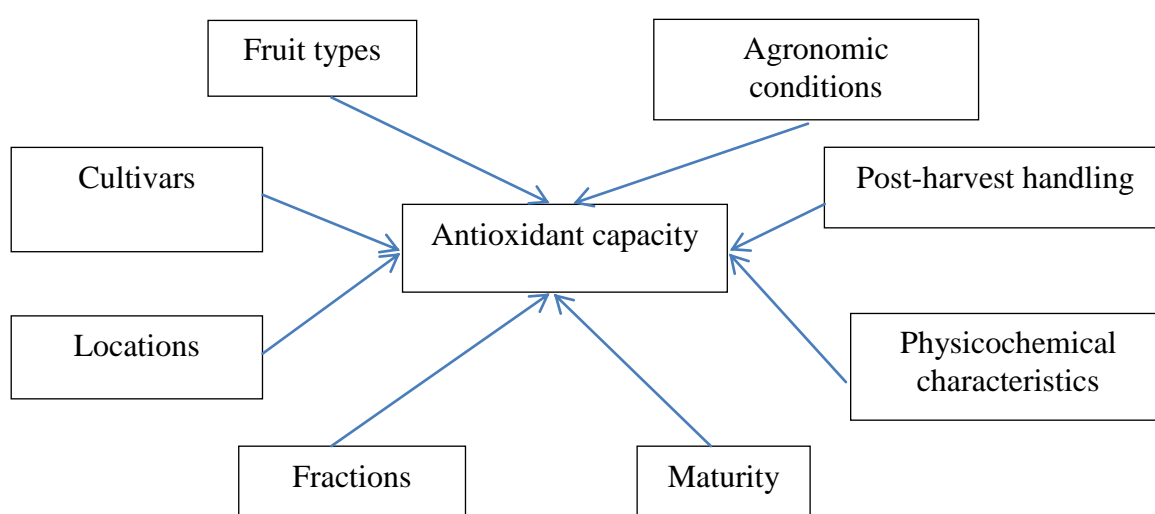 Fruit types
Agronomic
conditions
Cultivars
Post-harvest handling
Antioxidant capacity
Locations
Physicochemical
characteristics
Fractions
Maturity